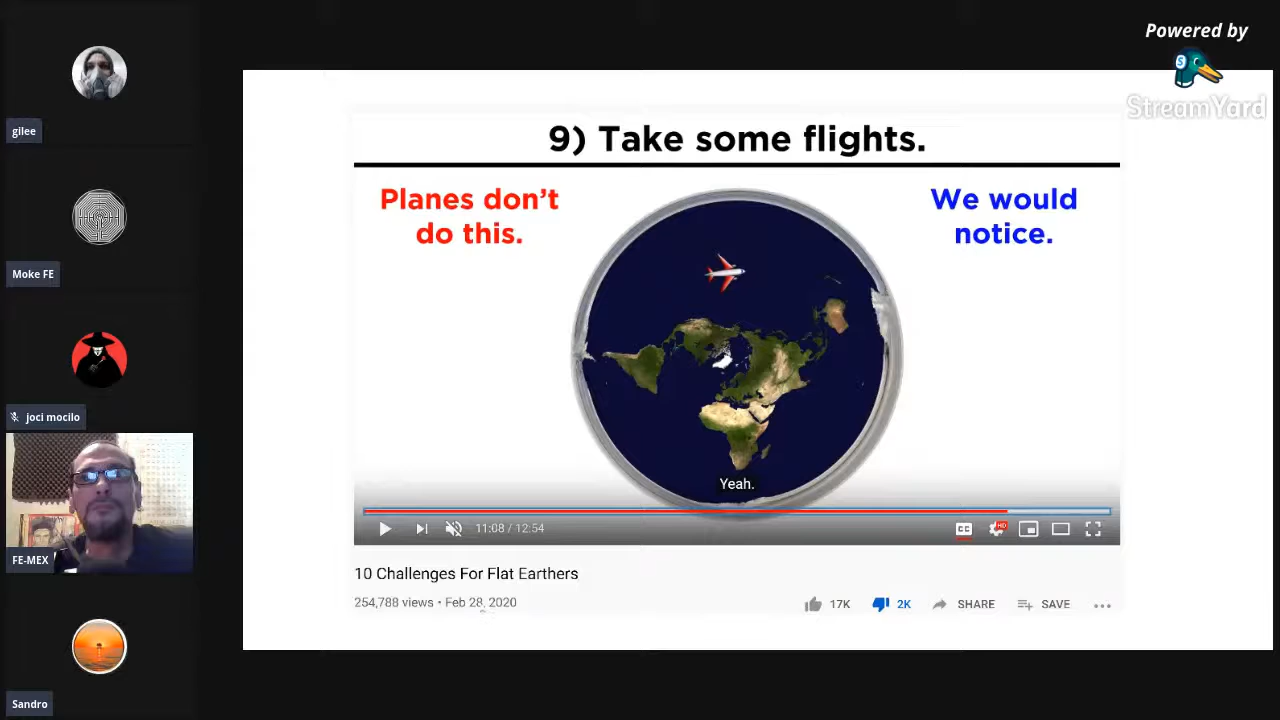 Powered by
S
StreamYard
gilee
Moke FE
joci mocilo
FE-MEX
Sandro
9) Take some flights.
Planes don't
do this.
We would
notice.
Yeah.
11:08 / 12:54
CC
HD
10 Challenges For Flat Earthers
254,788 views • Feb 28, 2020
17K
2K
SHARE
SAVE